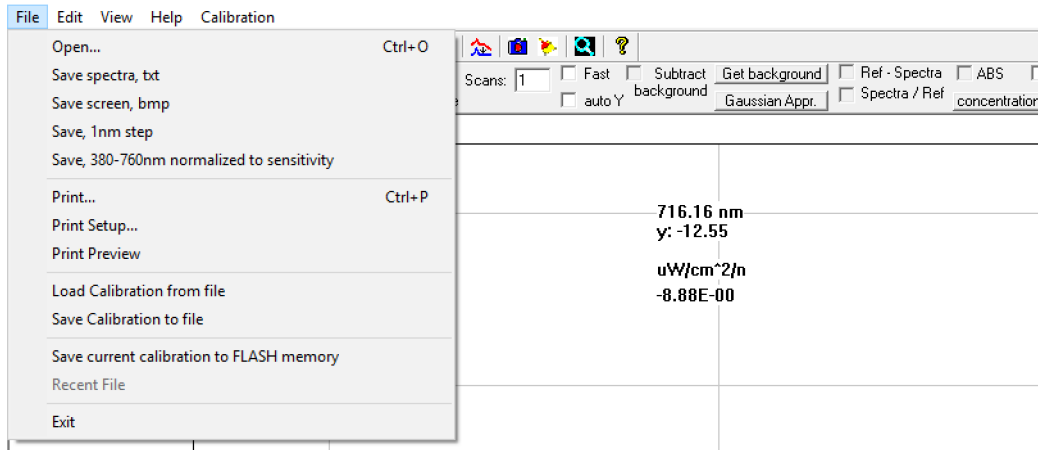 File Edit View Help Calibration
Open... Ctrl+O
Save spectra, txt
Save screen, bmp
Save, 1nm step
Save, 380-760nm normalized to sensitivity
Print... Ctrl+P
Print Setup...
Print Preview
Load Calibration from file
Save Calibration to file
Save current calibration to FLASH memory
Recent File
Exit
Scans: 1 Fast Subtract background Get background Ref - Spectra ABS
auto Y Gaussian Appr. Spectra / Ref concentration
716.16 nm
y: -12.55
uW/cm^2/n
-8.88E-00